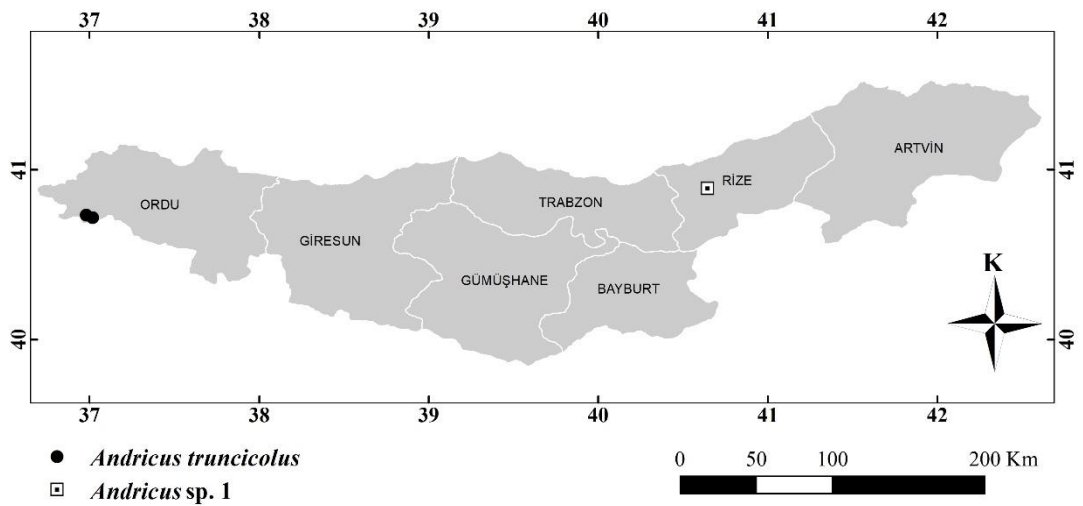 37 38 39 40 41 42
41 41
ARTVİN
RİZE
ORDU TRABZON
GİRESUN
K
GÜMÜŞHANE BAYBURT
40 40
37 38 39 40 41 42
Andricus truncicolus
Andricus sp. 1
0 50 100 200 Km